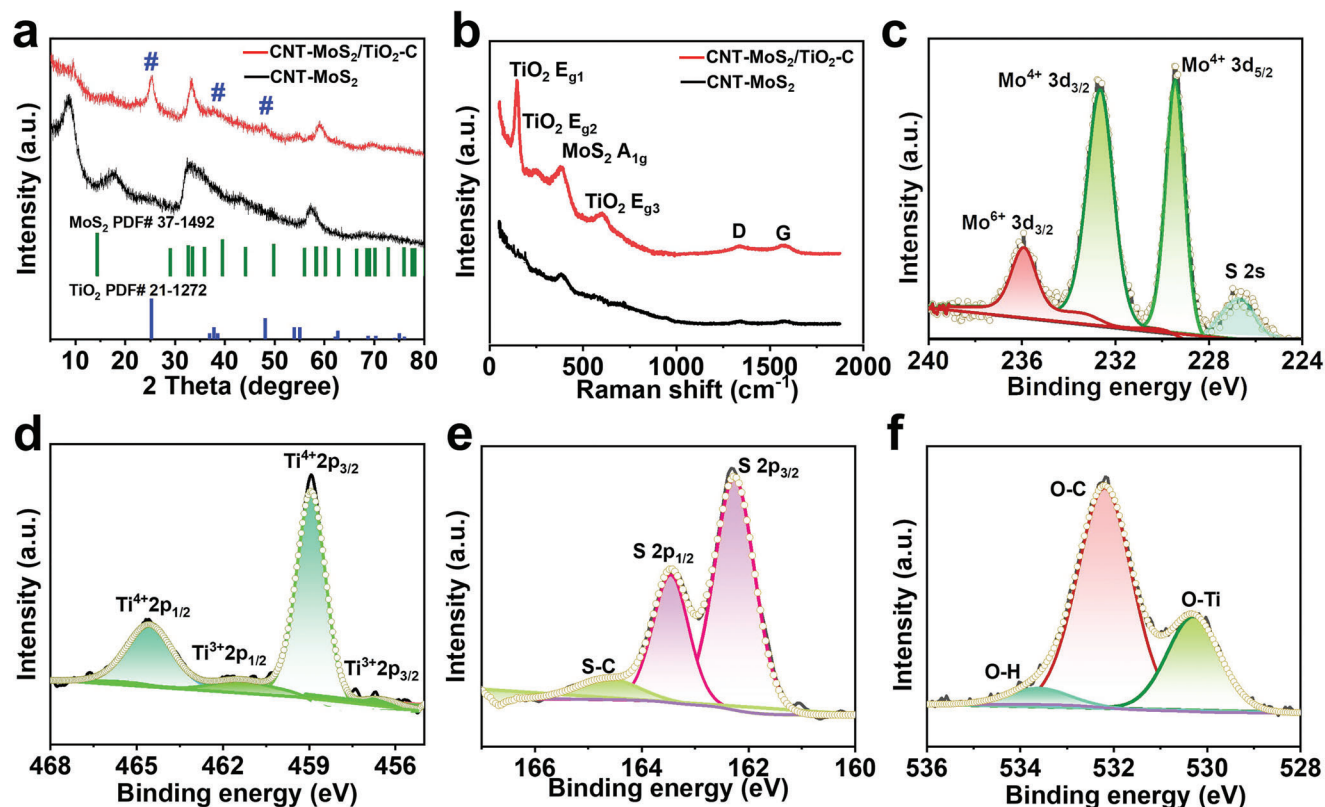 a
CNT-MoS₂/TiO₂-C
CNT-MoS₂
#
#
#
MoS₂ PDF# 37-1492
TiO₂ PDF# 21-1272
Intensity (a.u.)
10 20 30 40 50 60 70 80
2 Theta (degree)
b
CNT-MoS₂/TiO₂-C
CNT-MoS₂
TiO₂ Eg1
TiO₂ Eg2
MoS₂ A1g
TiO₂ Eg3
D
G
Intensity (a.u.)
0 500 1000 1500 2000
Raman shift (cm⁻¹)
c
Mo⁴⁺ 3d3/2
Mo⁴⁺ 3d5/2
Mo⁶⁺ 3d3/2
S 2s
Intensity (a.u.)
240 236 232 228 224
Binding energy (eV)
d
Ti⁴⁺2p3/2
Ti⁴⁺2p1/2
Ti³⁺2p1/2
Ti³⁺2p3/2
Intensity (a.u.)
468 465 462 459 456
Binding energy (eV)
e
S 2p3/2
S 2p1/2
S-C
Intensity (a.u.)
166 164 162 160
Binding energy (eV)
f
O-C
O-Ti
O-H
Intensity (a.u.)
536 534 532 530 528
Binding energy (eV)